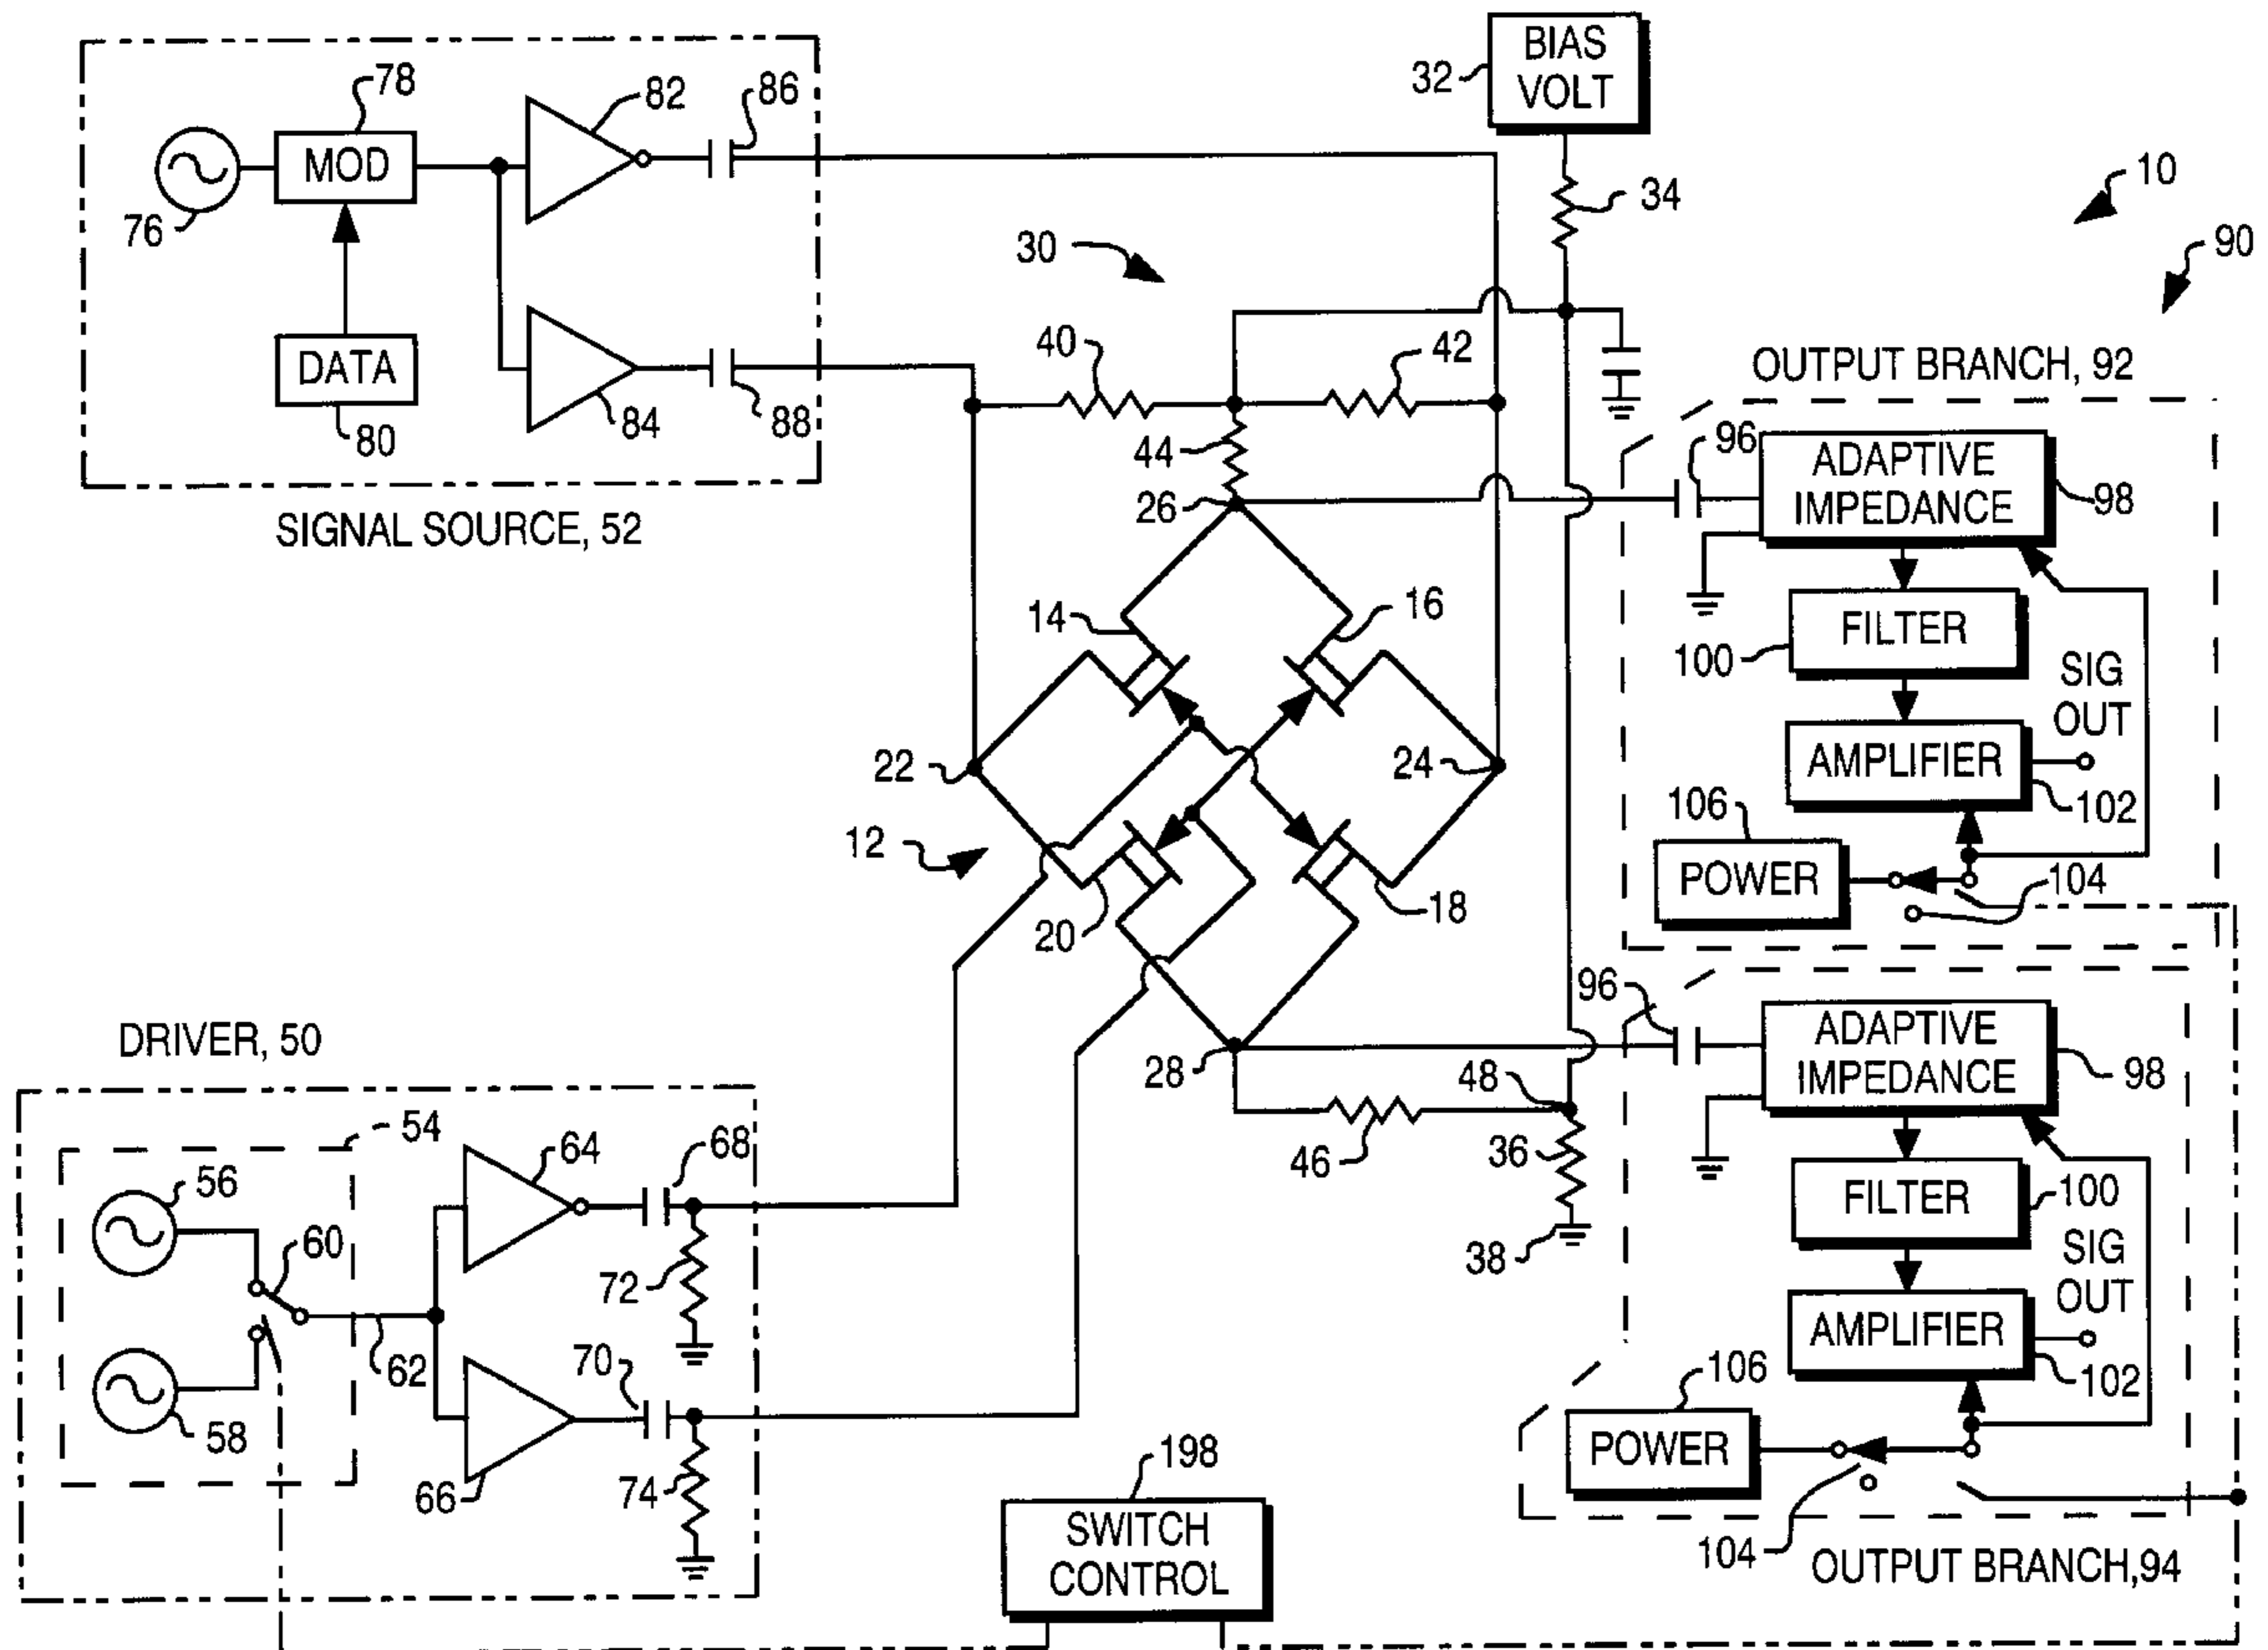 BIAS
VOLT
32
78
82
86
MOD
76
34
10
90
30
DATA
80
84
88
40
42
44
SIGNAL SOURCE, 52
26
OUTPUT BRANCH, 92
96
ADAPTIVE
IMPEDANCE
98
14
16
FILTER
100
SIG
OUT
22
24
AMPLIFIER
102
12
106
POWER
104
20
18
DRIVER, 50
28
48
96
ADAPTIVE
IMPEDANCE
98
46
36
38
54
56
64
68
60
72
FILTER
100
SIG
OUT
62
70
58
66
74
AMPLIFIER
102
106
POWER
104
198
SWITCH
CONTROL
OUTPUT BRANCH,94